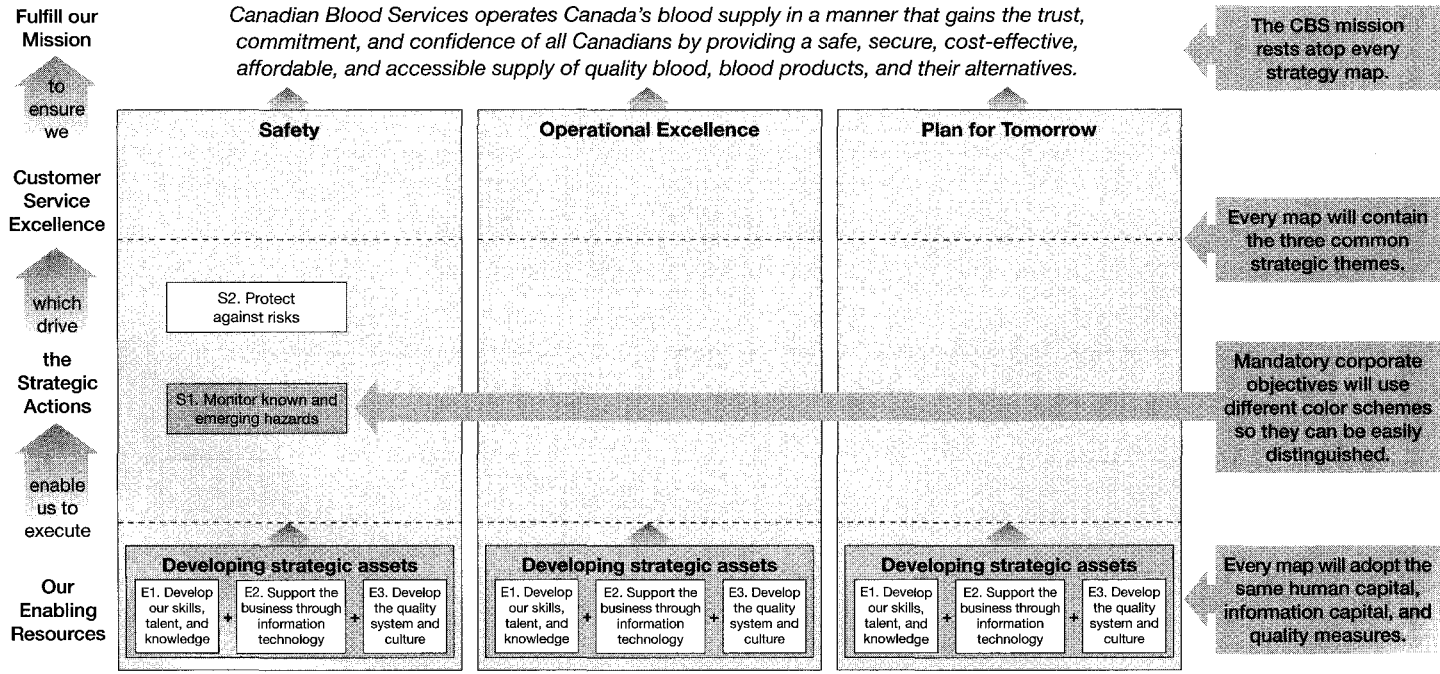 Fulfill our
Mission
to
ensure
we
Customer
Service
Excellence
which
drive
the
Strategic
Actions
enable
us to
execute
Our
Enabling
Resources
Canadian Blood Services operates Canada's blood supply in a manner that gains the trust,
commitment, and confidence of all Canadians by providing a safe, secure, cost-effective,
affordable, and accessible supply of quality blood, blood products, and their alternatives.
Safety
S2. Protect
against risks
S1. Monitor known and
emerging hazards
Developing strategic assets
E1. Develop
our skills,
talent, and
knowledge
+
E2. Support the
business through
information
technology
+
E3. Develop
the quality
system and
culture
Operational Excellence
Developing strategic assets
E1. Develop
our skills,
talent, and
knowledge
+
E2. Support the
business through
information
technology
+
E3. Develop
the quality
system and
culture
Plan for Tomorrow
Developing strategic assets
E1. Develop
our skills,
talent, and
knowledge
+
E2. Support the
business through
information
technology
+
E3. Develop
the quality
system and
culture
The CBS mission
rests atop every
strategy map.
Every map will contain
the three common
strategic themes.
Mandatory corporate
objectives will use
different color schemes
so they can be easily
distinguished.
Every map will adopt the
same human capital,
information capital, and
quality measures.